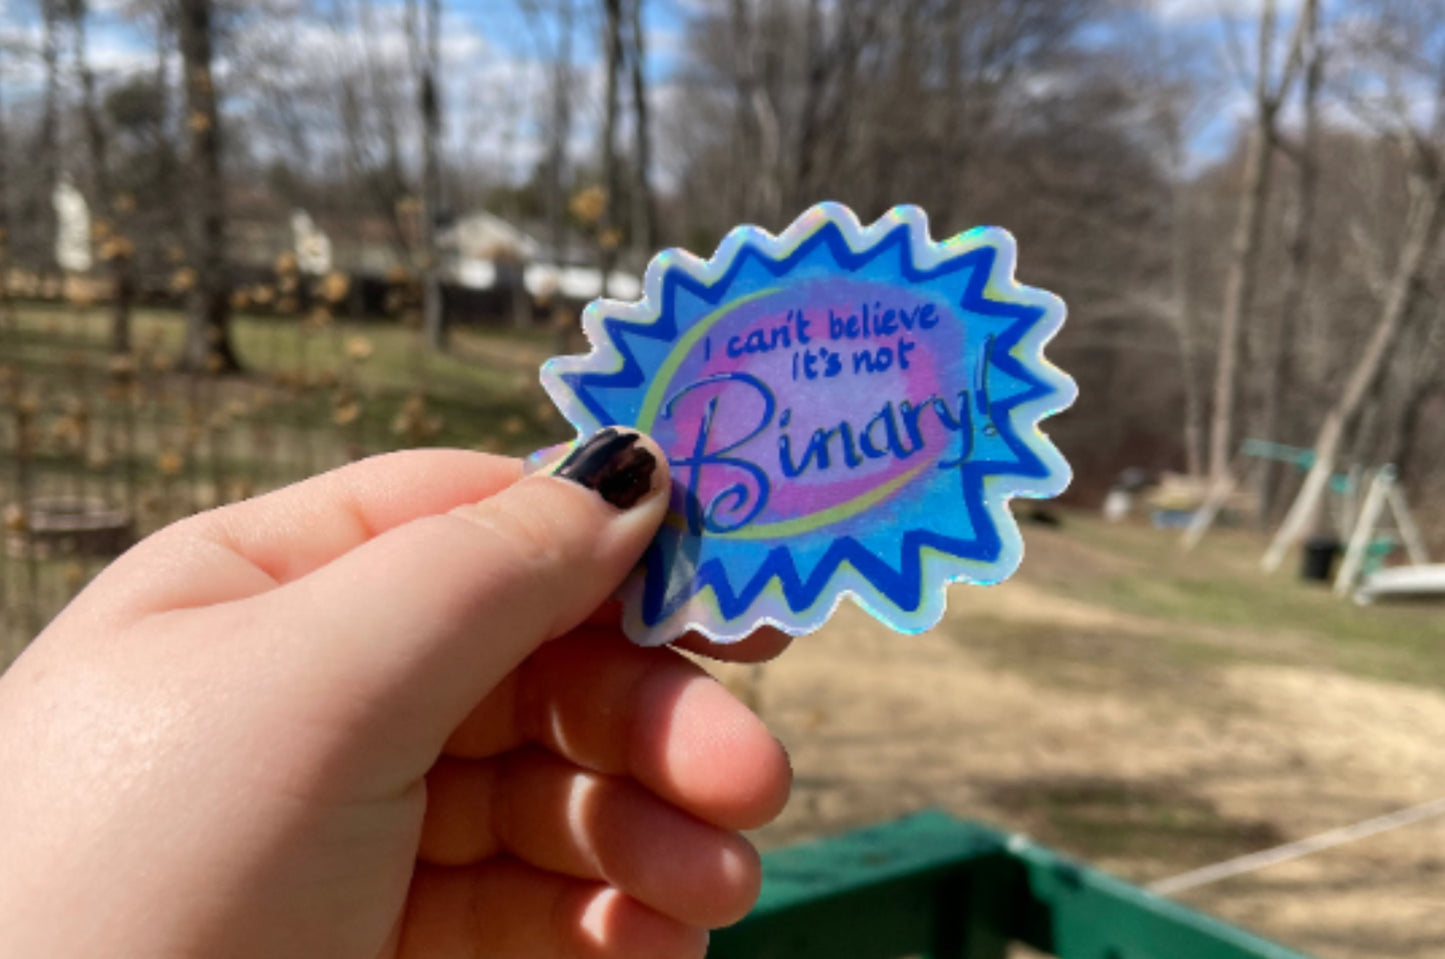 I can't believe
It's not
Binary!